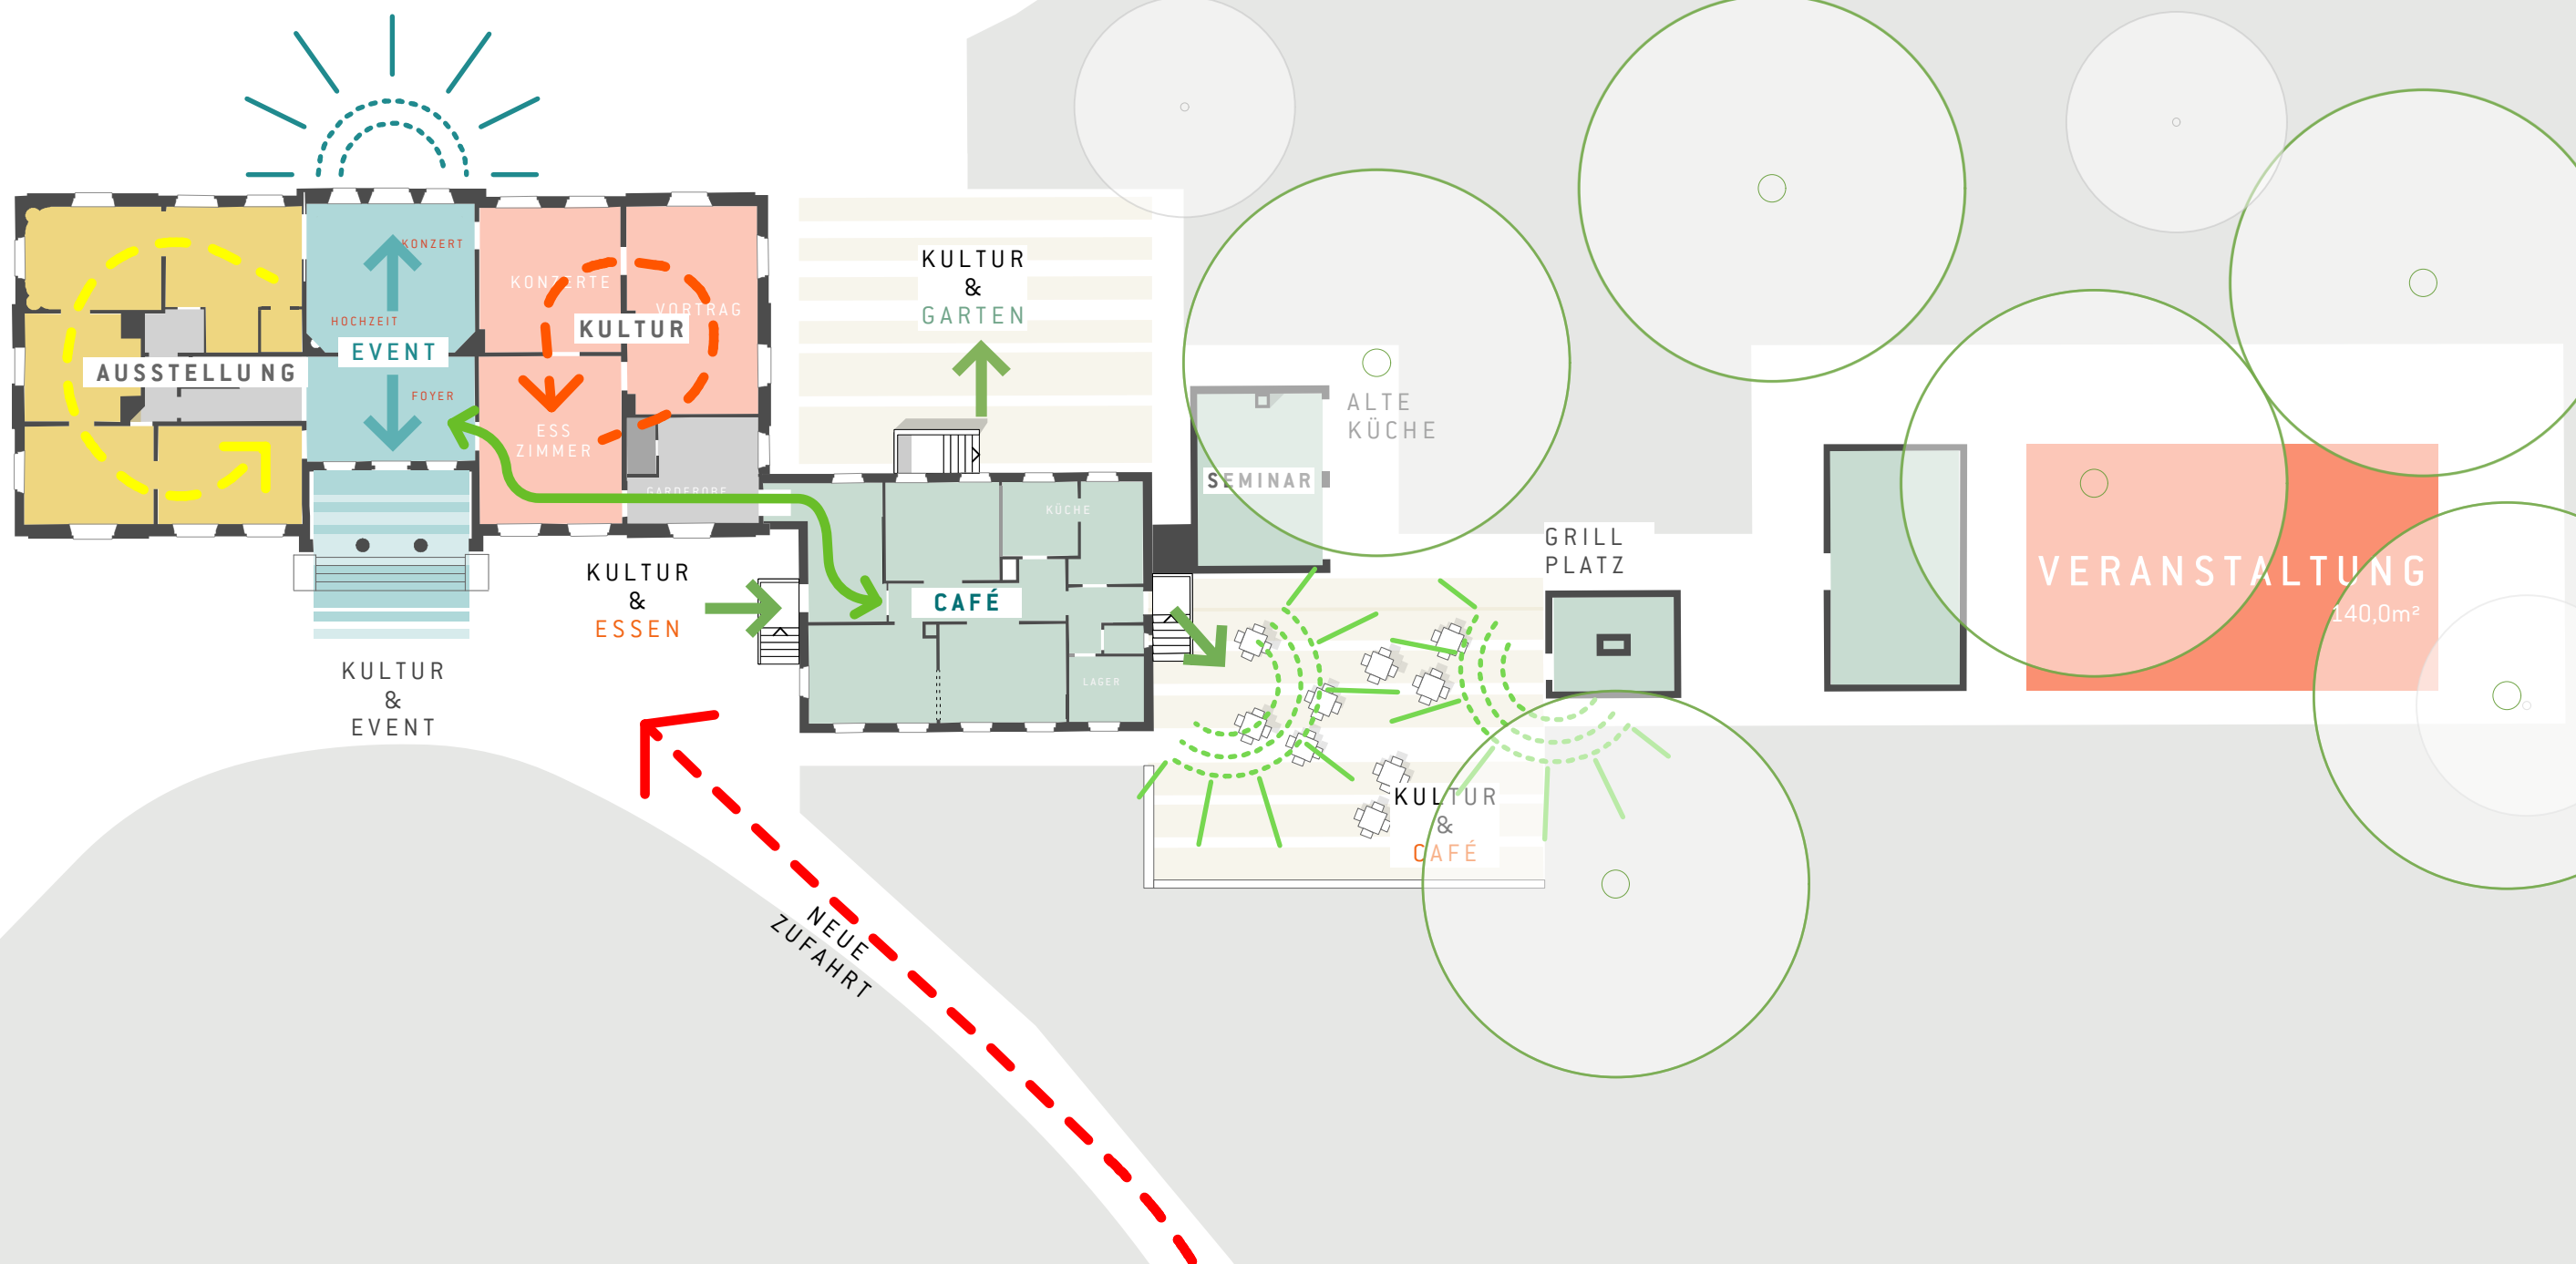 KONZERT
HOCHZEIT
EVENT
FOYER
AUSSTELLUNG
KONZERTE
VORTRAG
KULTUR
ESS
ZIMMER
GARDEROBE
KULTUR
&
GARTEN
KULTUR
&
EVENT
KULTUR
&
ESSEN
KÜCHE
CAFÉ
LAGER
ALTE
KÜCHE
SEMINAR
GRILL
PLATZ
KULTUR
&
CAFÉ
VERANSTALTUNG
140,0m²
NEUE
ZUFAHRT